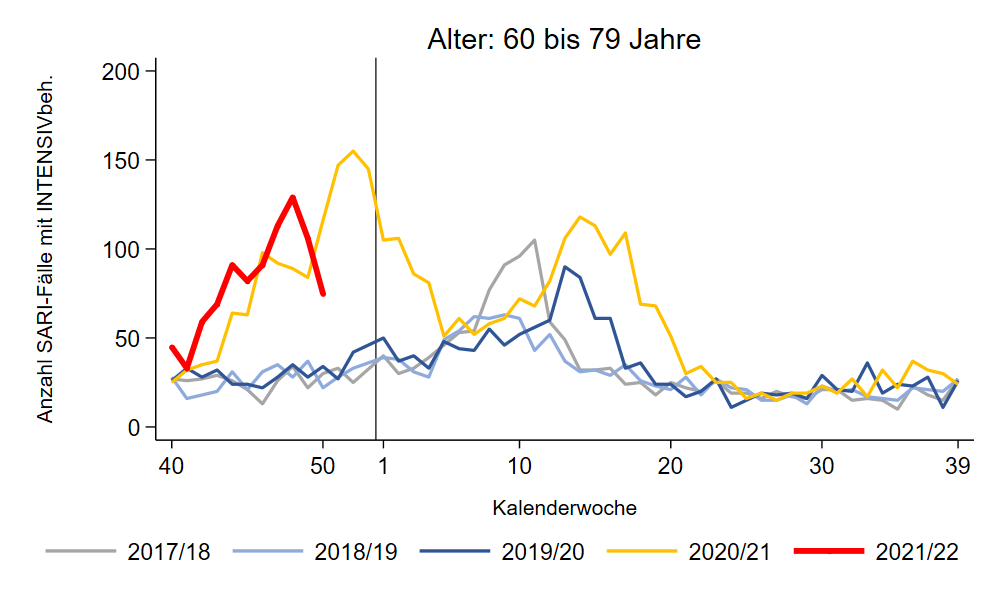 Alter: 60 bis 79 Jahre
Anzahl SARI-Fälle mit INTENSIVbeh.
200
150
100
50
0
40 50 1 10 20 30 39
Kalenderwoche
2017/18 2018/19 2019/20 2020/21 2021/22